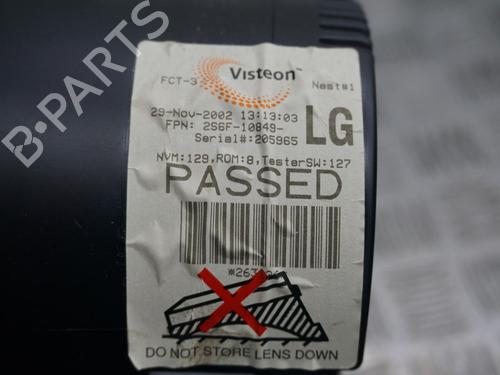 B-PARTS
Visteon™
FCT-3 Nest#1
29-Nov-2002 13:13:03
FPN: 2S6F-10849- LG
Serial#:205965
NVM:129,ROM:8,TesterSW:127
PASSED
DO NOT STORE LENS DOWN